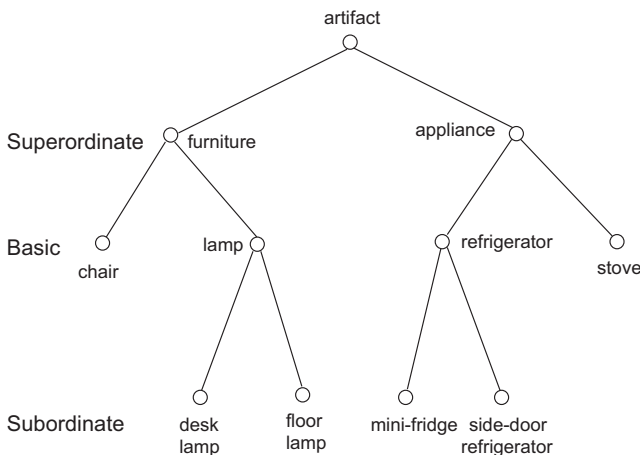 artifact
Superordinate
furniture
appliance
Basic
chair
lamp
refrigerator
stove
Subordinate
desk
lamp
floor
lamp
mini-fridge
side-door
refrigerator